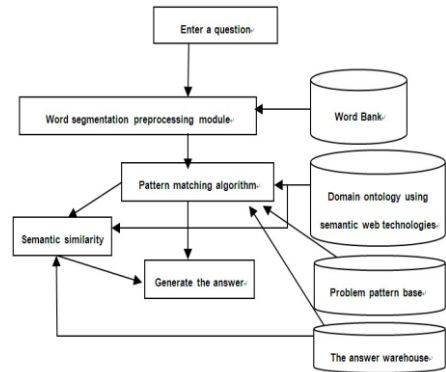 Enter a question
Word segmentation preprocessing module
Word Bank
Pattern matching algorithm
Domain ontology using
semantic web technologies
Semantic similarity
Generate the answer
Problem pattern base
The answer warehouse